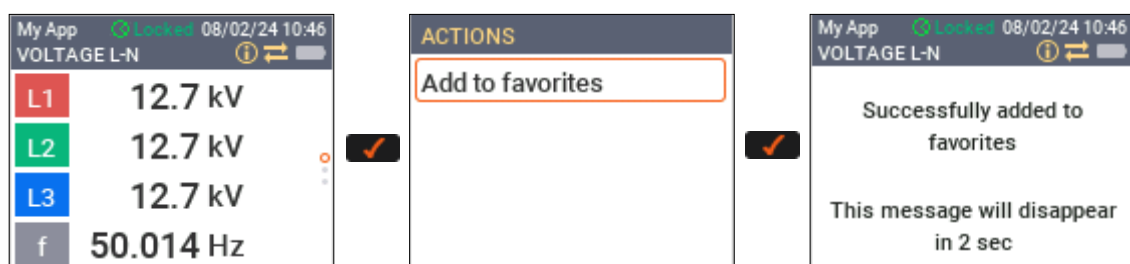 My App Locked 08/02/24 10:46
VOLTAGE L-N
L1 12.7 kV
L2 12.7 kV
L3 12.7 kV
f 50.014 Hz
ACTIONS
Add to favorites
My App Locked 08/02/24 10:46
VOLTAGE L-N
Successfully added to
favorites
This message will disappear
in 2 sec